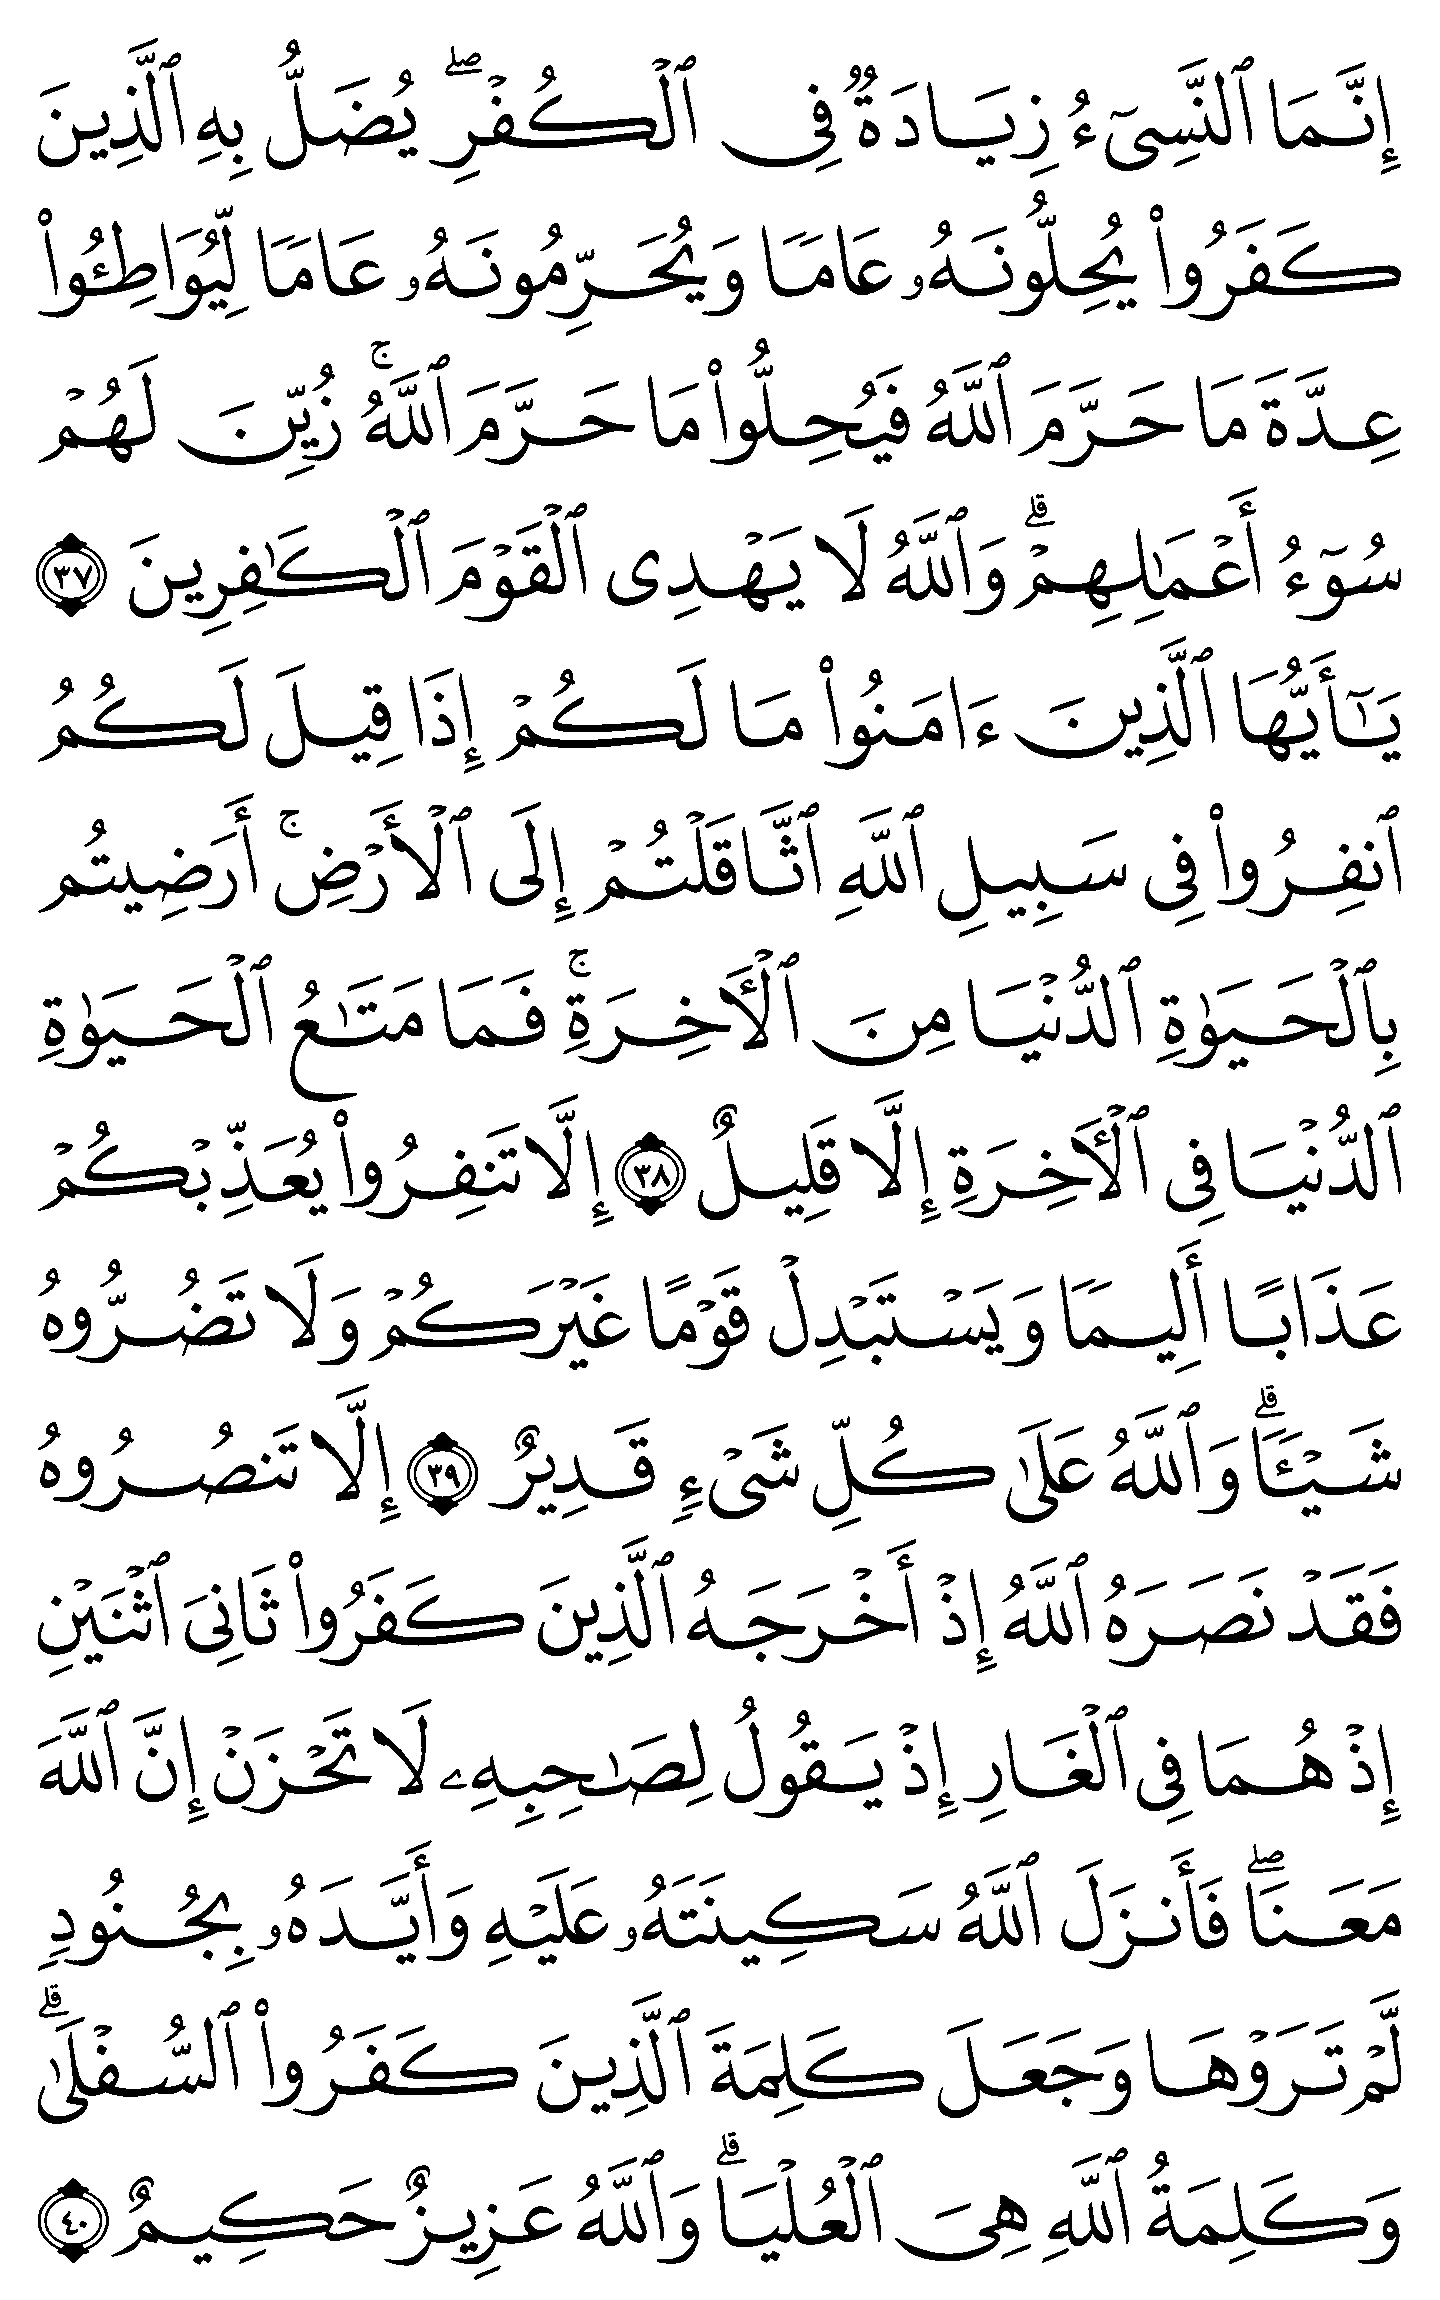 إِنَّمَا ٱلنَّسِىٓءُ زِيَادَةٌۭ فِى ٱلْكُفْرِ ۖ يُضَلُّ بِهِ ٱلَّذِينَ
كَفَرُوا۟ يُحِلُّونَهُۥ عَامًۭا وَيُحَرِّمُونَهُۥ عَامًۭا لِّيُوَاطِـُٔوا۟
عِدَّةَ مَا حَرَّمَ ٱللَّهُ فَيُحِلُّوا۟ مَا حَرَّمَ ٱللَّهُ ۚ زُيِّنَ لَهُمْ
سُوٓءُ أَعْمَـٰلِهِمْ ۗ وَٱللَّهُ لَا يَهْدِى ٱلْقَوْمَ ٱلْكَـٰفِرِينَ ٣٧
يَـٰٓأَيُّهَا ٱلَّذِينَ ءَامَنُوا۟ مَا لَكُمْ إِذَا قِيلَ لَكُمُ
ٱنفِرُوا۟ فِى سَبِيلِ ٱللَّهِ ٱثَّاقَلْتُمْ إِلَى ٱلْأَرْضِ ۚ أَرَضِيتُم
بِٱلْحَيَوٰةِ ٱلدُّنْيَا مِنَ ٱلْـَٔاخِرَةِ ۚ فَمَا مَتَـٰعُ ٱلْحَيَوٰةِ
ٱلدُّنْيَا فِى ٱلْـَٔاخِرَةِ إِلَّا قَلِيلٌ ٣٨ إِلَّا تَنفِرُوا۟ يُعَذِّبْكُمْ
عَذَابًا أَلِيمًۭا وَيَسْتَبْدِلْ قَوْمًا غَيْرَكُمْ وَلَا تَضُرُّوهُ
شَيْـًۭٔا ۗ وَٱللَّهُ عَلَىٰ كُلِّ شَىْءٍۢ قَدِيرٌ ٣٩ إِلَّا تَنصُرُوهُ
فَقَدْ نَصَرَهُ ٱللَّهُ إِذْ أَخْرَجَهُ ٱلَّذِينَ كَفَرُوا۟ ثَانِىَ ٱثْنَيْنِ
إِذْ هُمَا فِى ٱلْغَارِ إِذْ يَقُولُ لِصَـٰحِبِهِۦ لَا تَحْزَنْ إِنَّ ٱللَّهَ
مَعَنَا ۖ فَأَنزَلَ ٱللَّهُ سَكِينَتَهُۥ عَلَيْهِ وَأَيَّدَهُۥ بِجُنُودٍۢ
لَّمْ تَرَوْهَا وَجَعَلَ كَلِمَةَ ٱلَّذِينَ كَفَرُوا۟ ٱلسُّفْلَىٰ ۗ
وَكَلِمَةُ ٱللَّهِ هِىَ ٱلْعُلْيَا ۗ وَٱللَّهُ عَزِيزٌ حَكِيمٌ ٤٠